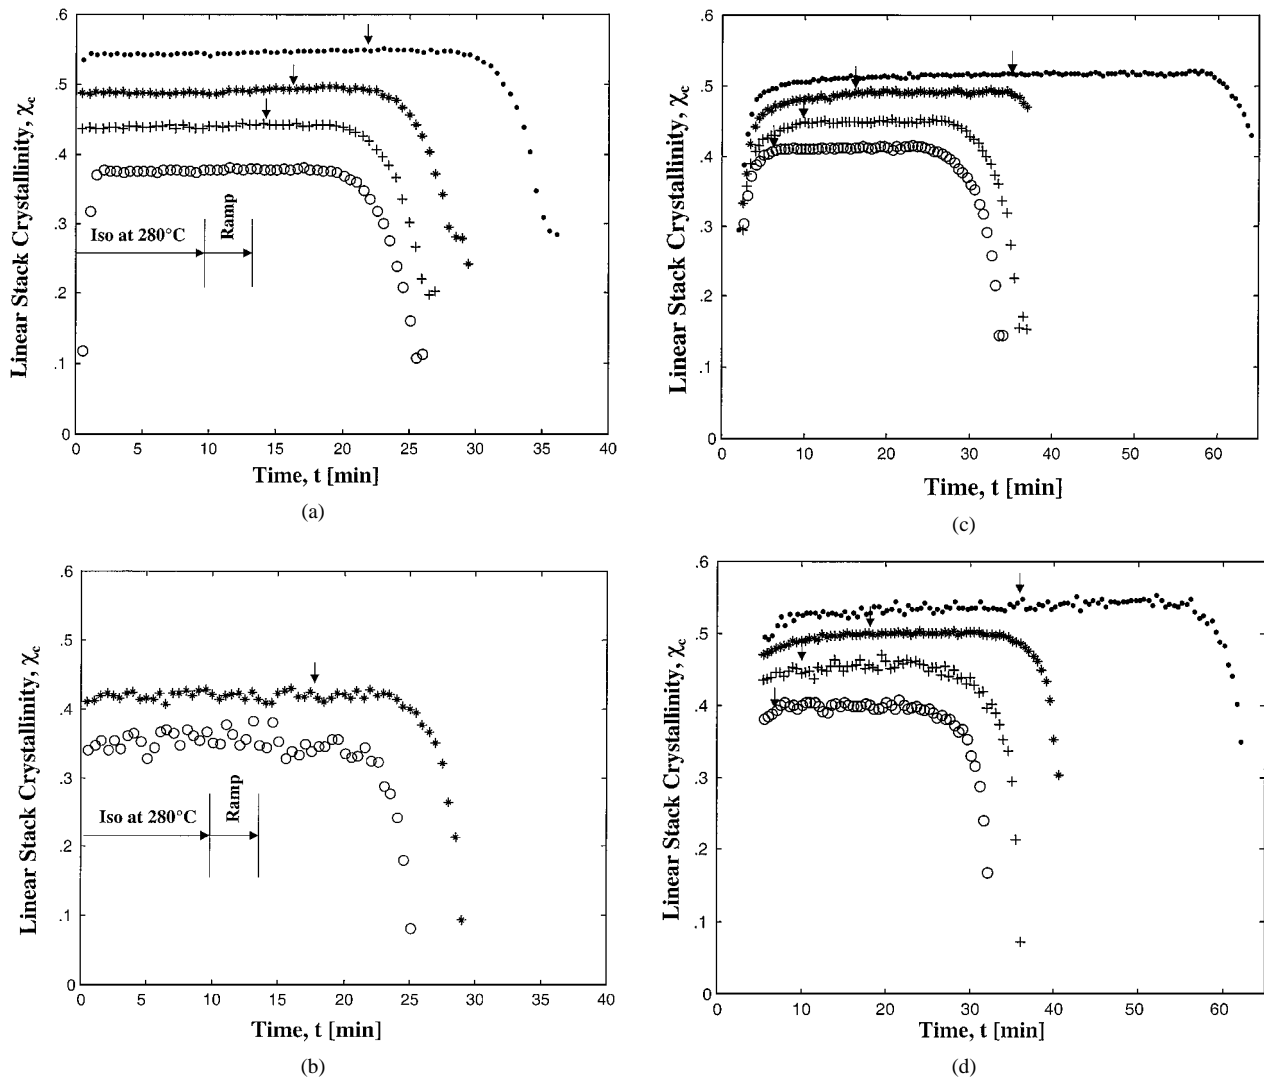 .6
.5
.4
.3
.2
.1
0
Linear Stack Crystallinity, χc
Iso at 280°C
Ramp
0 5 10 15 20 25 30 35 40
Time, t [min]
(a)
.6
.5
.4
.3
.2
.1
0
Linear Stack Crystallinity, χc
0 10 20 30 40 50 60
Time, t [min]
(c)
.6
.5
.4
.3
.2
.1
0
Linear Stack Crystallinity, χc
Iso at 280°C
Ramp
0 5 10 15 20 25 30 35 40
Time, t [min]
(b)
.6
.5
.4
.3
.2
.1
0
Linear Stack Crystallinity, χc
0 10 20 30 40 50 60
Time, t [min]
(d)